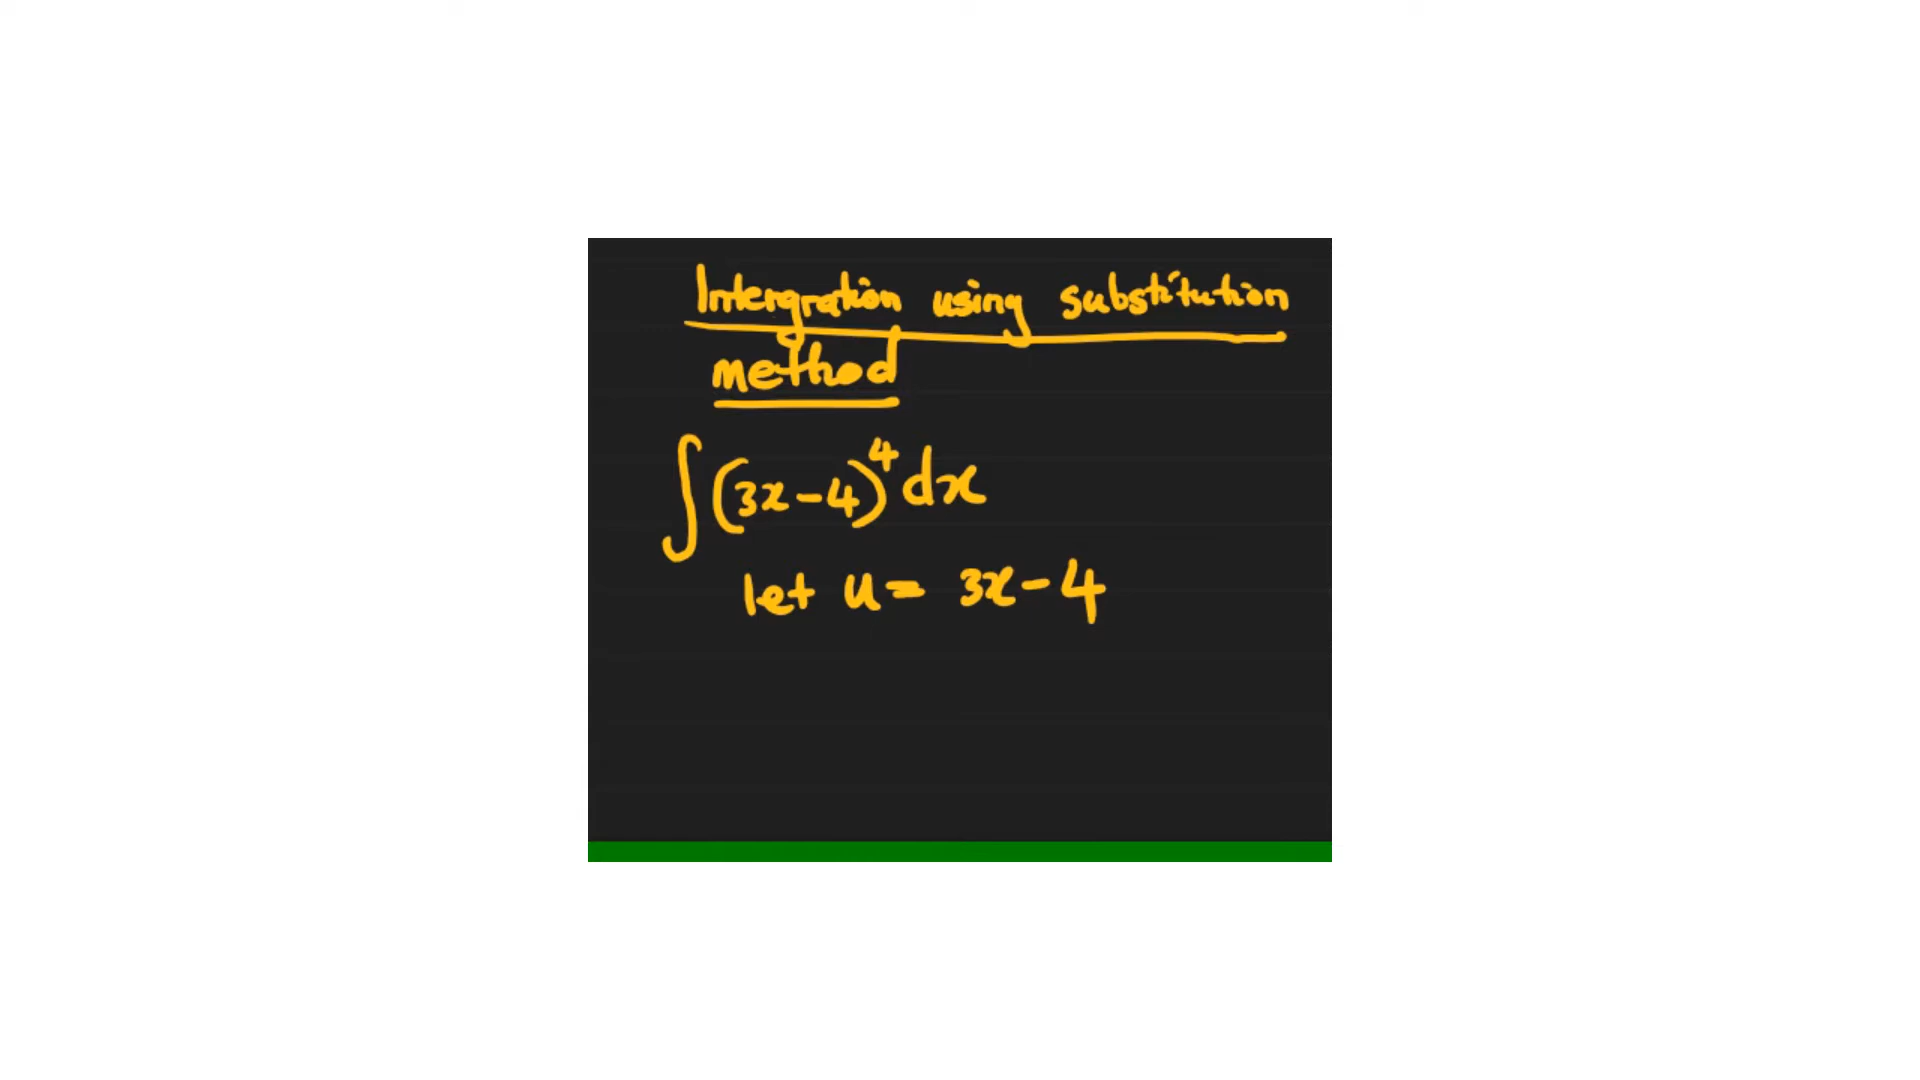 Intergration using substitution
method
∫(3x-4)⁴dx
let u = 3x-4